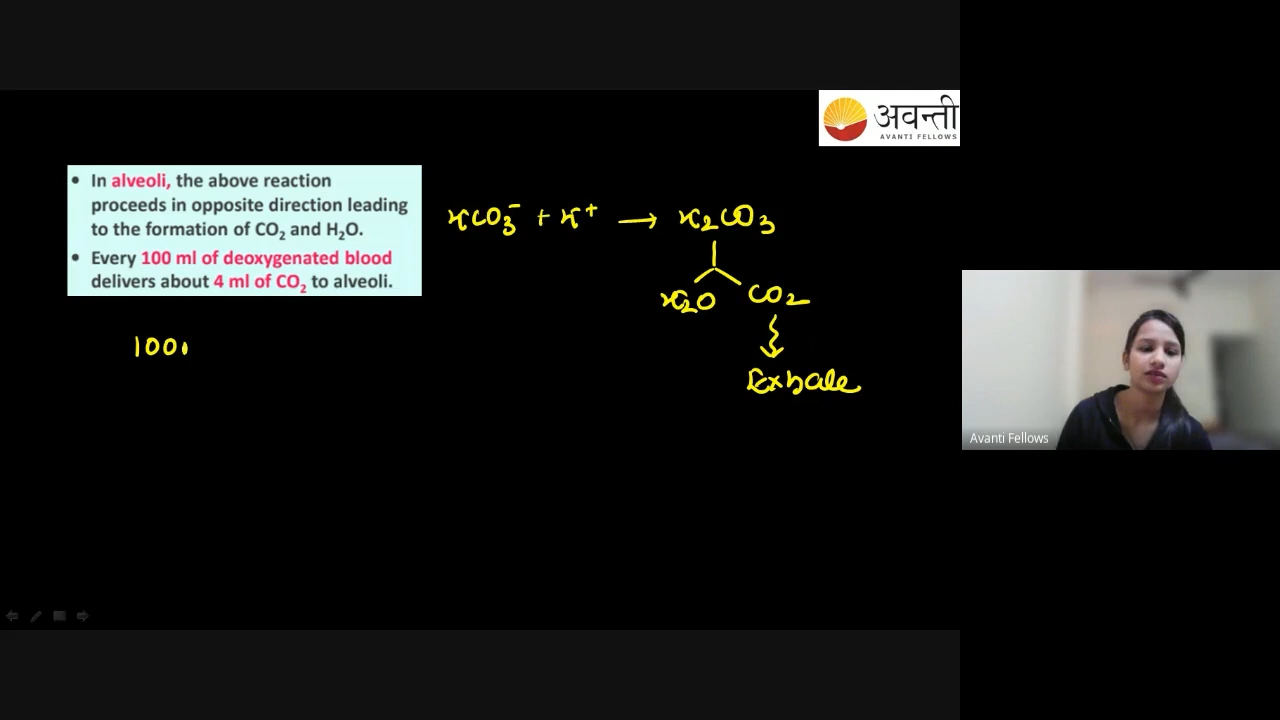 अवन्ती
AVANTI FELLOWS
• In alveoli, the above reaction
proceeds in opposite direction leading
to the formation of CO₂ and H₂O.
• Every 100 ml of deoxygenated blood
delivers about 4 ml of CO₂ to alveoli.
HCO₃⁻ + H⁺ → H₂CO₃
H₂O CO₂
Exhale
100
Avanti Fellows